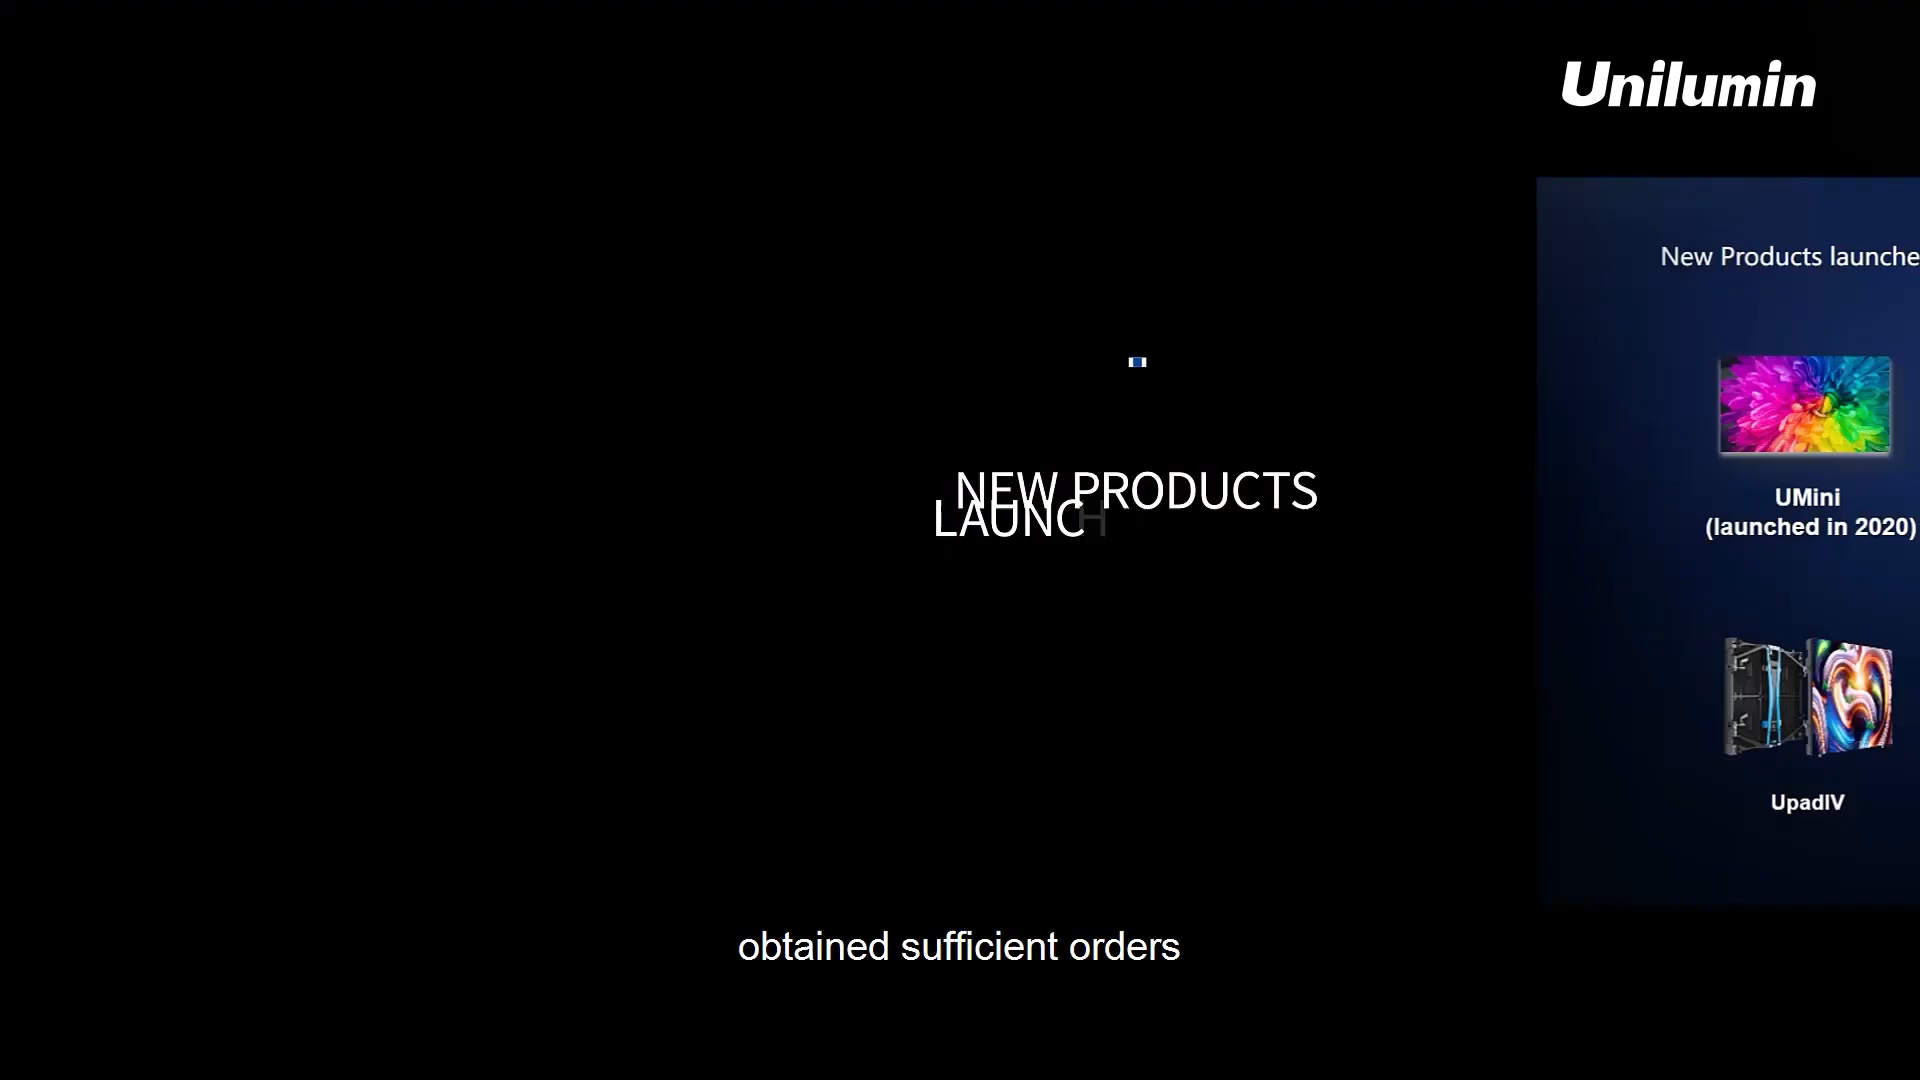 Unilumin
New Products launche
NEW PRODUCTS
LAUNCH
UMini
(launched in 2020)
UpadIV
obtained sufficient orders